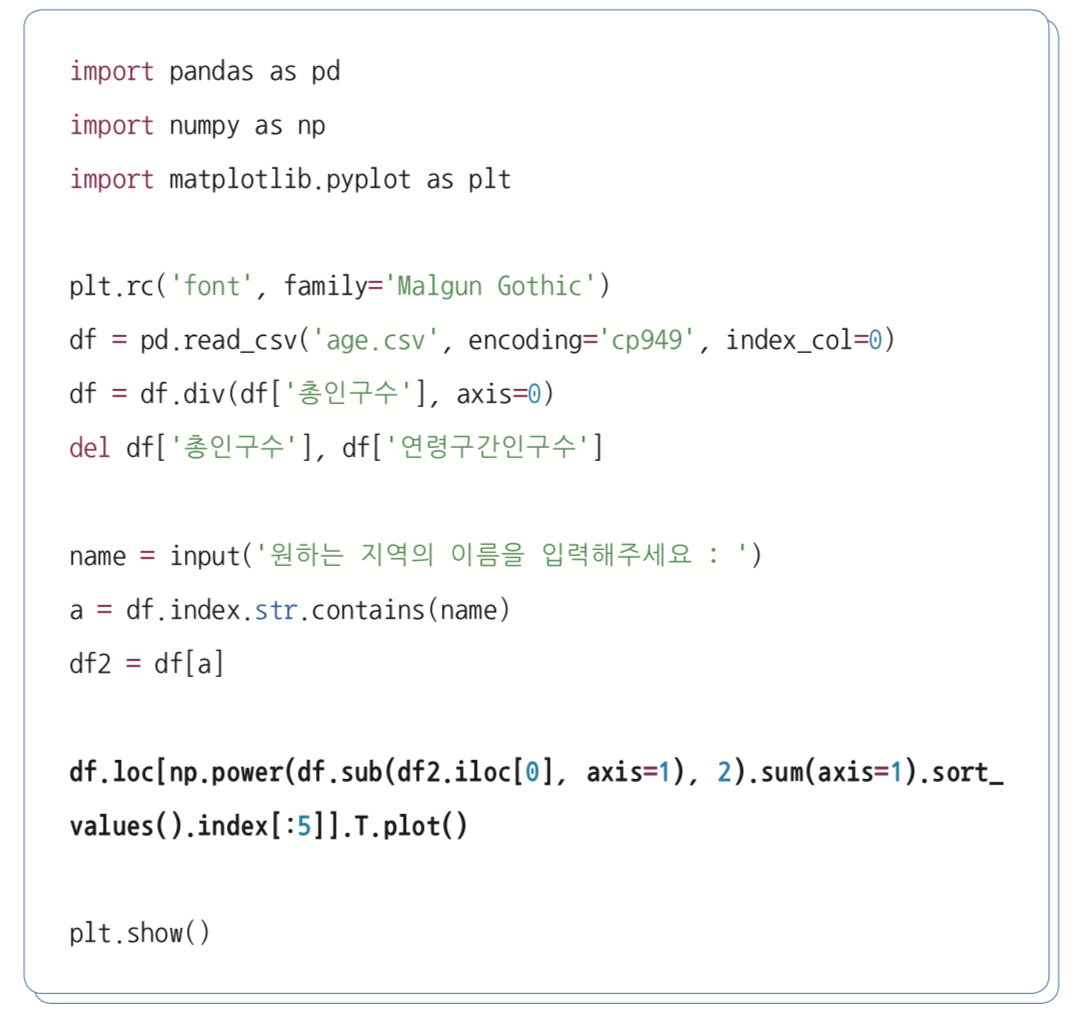 import pandas as pd
import numpy as np
import matplotlib.pyplot as plt
plt.rc('font', family='Malgun Gothic')
df = pd.read_csv('age.csv', encoding='cp949', index_col=0)
df = df.div(df['총인구수'], axis=0)
del df['총인구수'], df['연령구간인구수']
name = input('원하는 지역의 이름을 입력해주세요 : ')
a = df.index.str.contains(name)
df2 = df[a]
df.loc[np.power(df.sub(df2.iloc[0], axis=1), 2).sum(axis=1).sort_
values().index[:5]].T.plot()
plt.show()